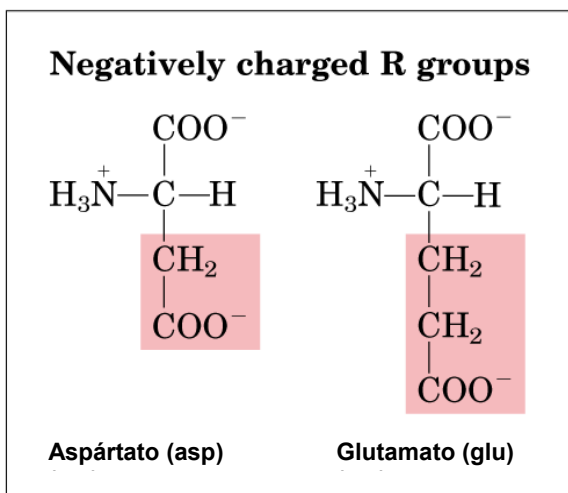 Negatively charged R groups
COO⁻ COO⁻
H₃N⁺—C—H H₃N⁺—C—H
CH₂ CH₂
COO⁻ CH₂
COO⁻
Aspártato (asp) Glutamato (glu)